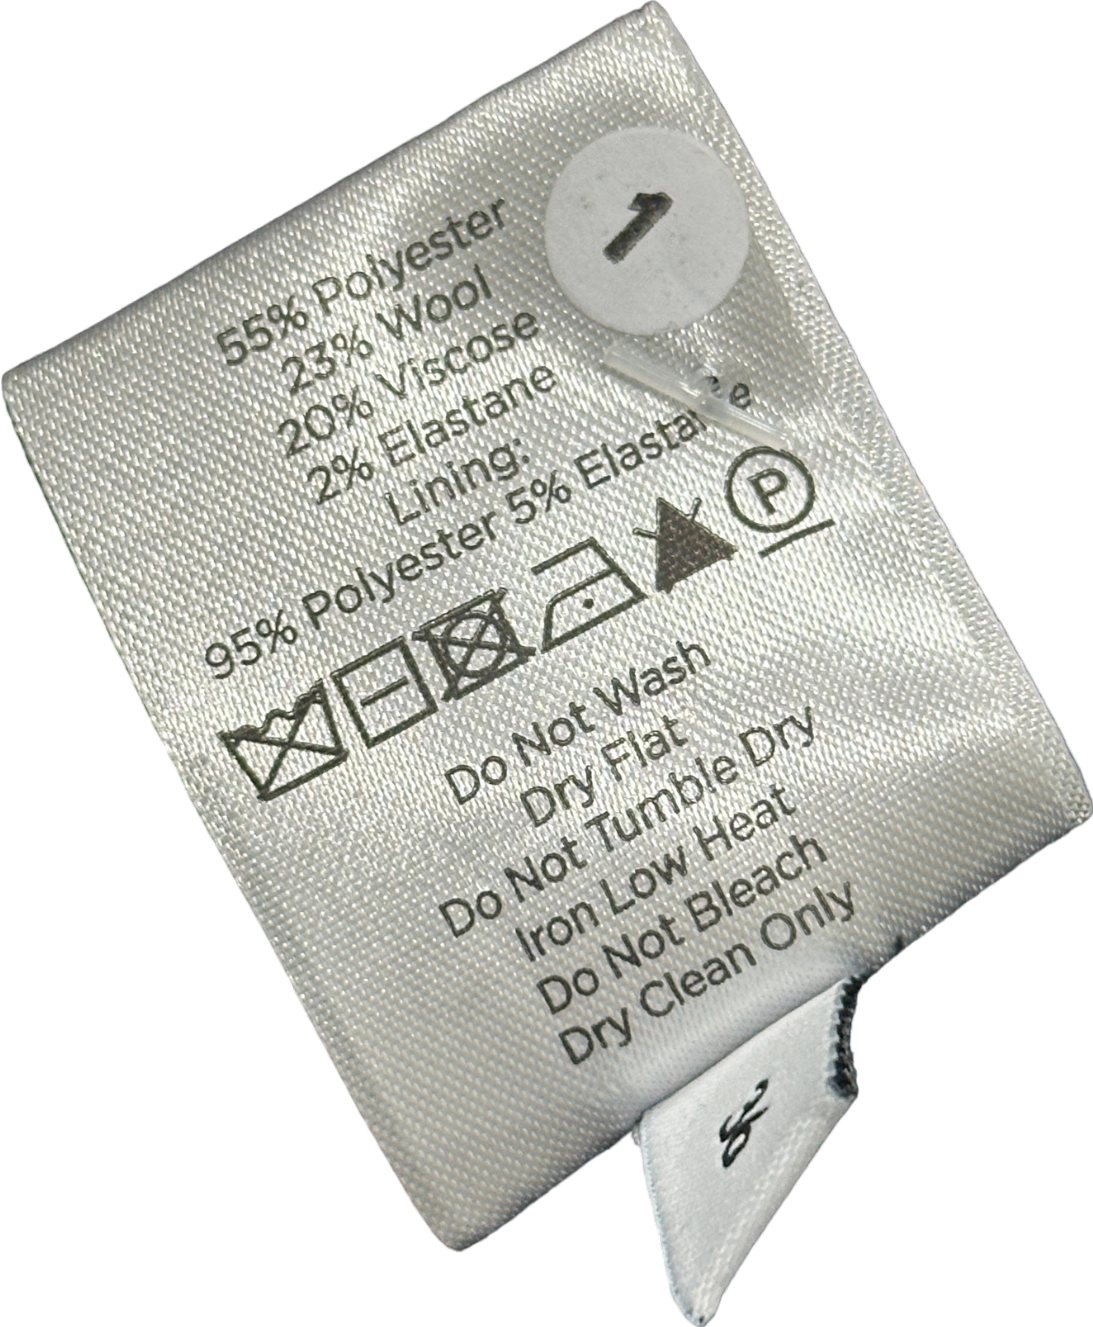 1
55% Polyester
23% Wool
20% Viscose
2% Elastane
Lining:
95% Polyester 5% Elastane
P
Do Not Wash
Dry Flat
Do Not Tumble Dry
Iron Low Heat
Do Not Bleach
Dry Clean Only